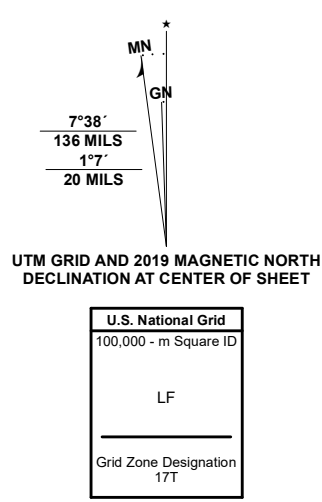 ★
MN
GN
7°38´
136 MILS
1°7´
20 MILS
UTM GRID AND 2019 MAGNETIC NORTH
DECLINATION AT CENTER OF SHEET
U.S. National Grid
100,000 - m Square ID
LF
Grid Zone Designation
17T